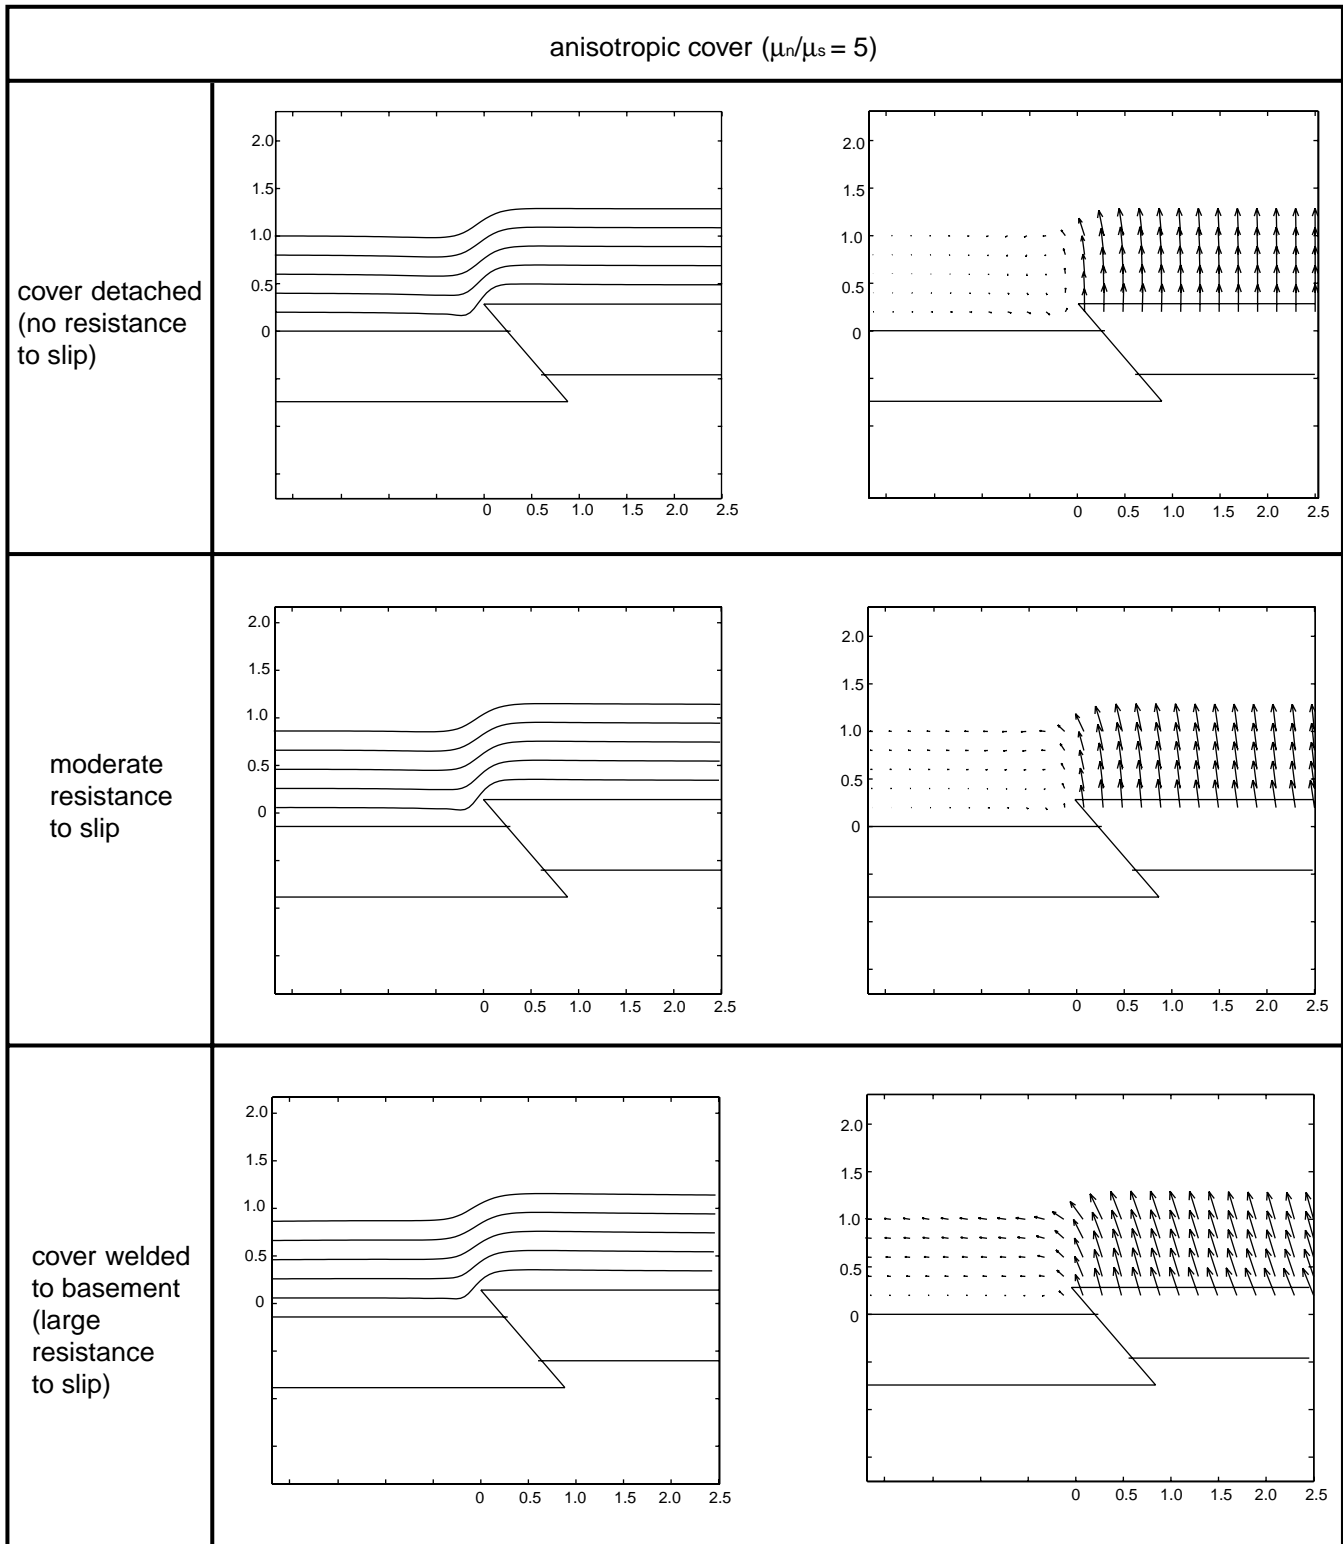 anisotropic cover (μn/μs = 5)
cover detached
(no resistance
to slip)
2.0
1.5
1.0
0.5
0
0 0.5 1.0 1.5 2.0 2.5
2.0
1.5
1.0
0.5
0
0 0.5 1.0 1.5 2.0 2.5
moderate
resistance
to slip
2.0
1.5
1.0
0.5
0
0 0.5 1.0 1.5 2.0 2.5
2.0
1.5
1.0
0.5
0
0 0.5 1.0 1.5 2.0 2.5
cover welded
to basement
(large
resistance
to slip)
2.0
1.5
1.0
0.5
0
0 0.5 1.0 1.5 2.0 2.5
2.0
1.5
1.0
0.5
0
0 0.5 1.0 1.5 2.0 2.5